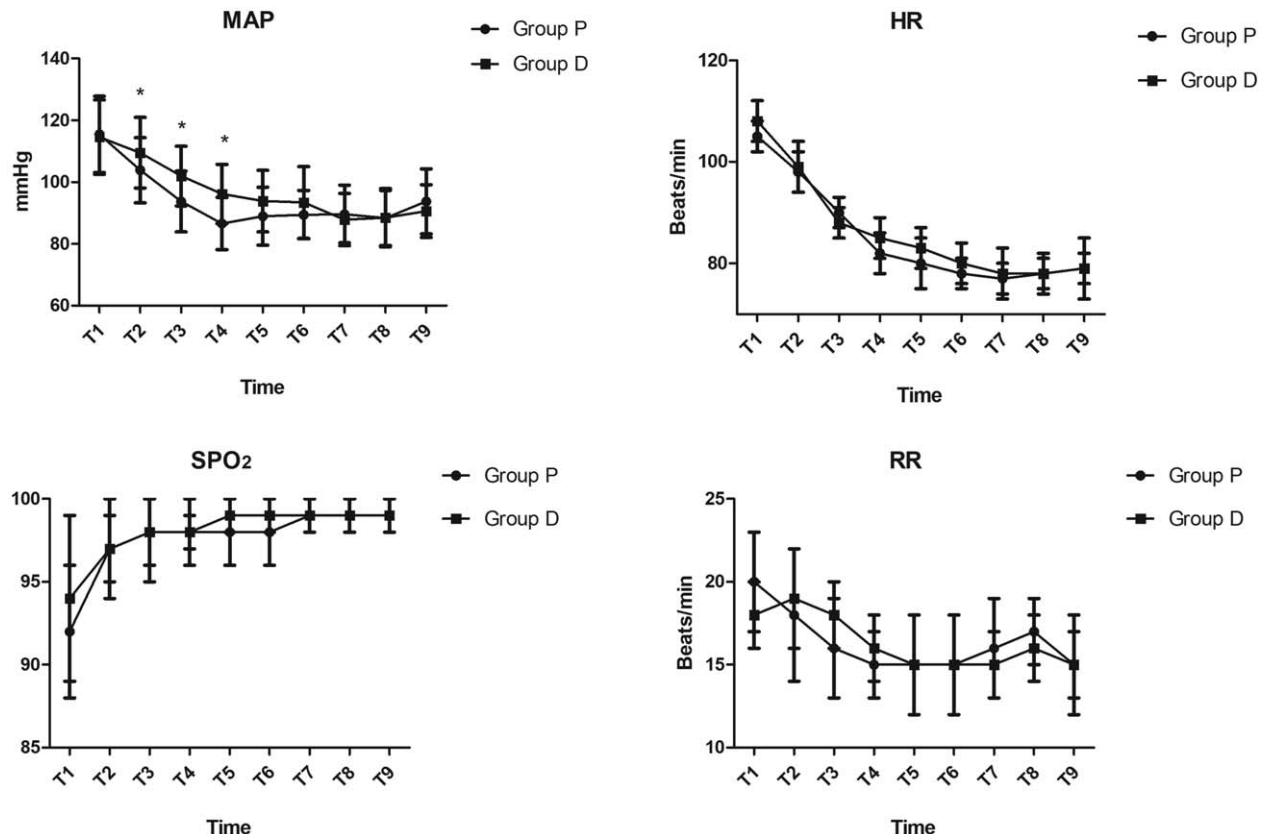 MAP
Group P
Group D
140
120
100
80
60
mmHg
*
*
*
T1 T2 T3 T4 T5 T6 T7 T8 T9
Time
HR
Group P
Group D
120
100
80
Beats/min
T1 T2 T3 T4 T5 T6 T7 T8 T9
Time
SPO2
Group P
Group D
100
95
90
85
T1 T2 T3 T4 T5 T6 T7 T8 T9
Time
RR
Group P
Group D
25
20
15
10
Beats/min
T1 T2 T3 T4 T5 T6 T7 T8 T9
Time